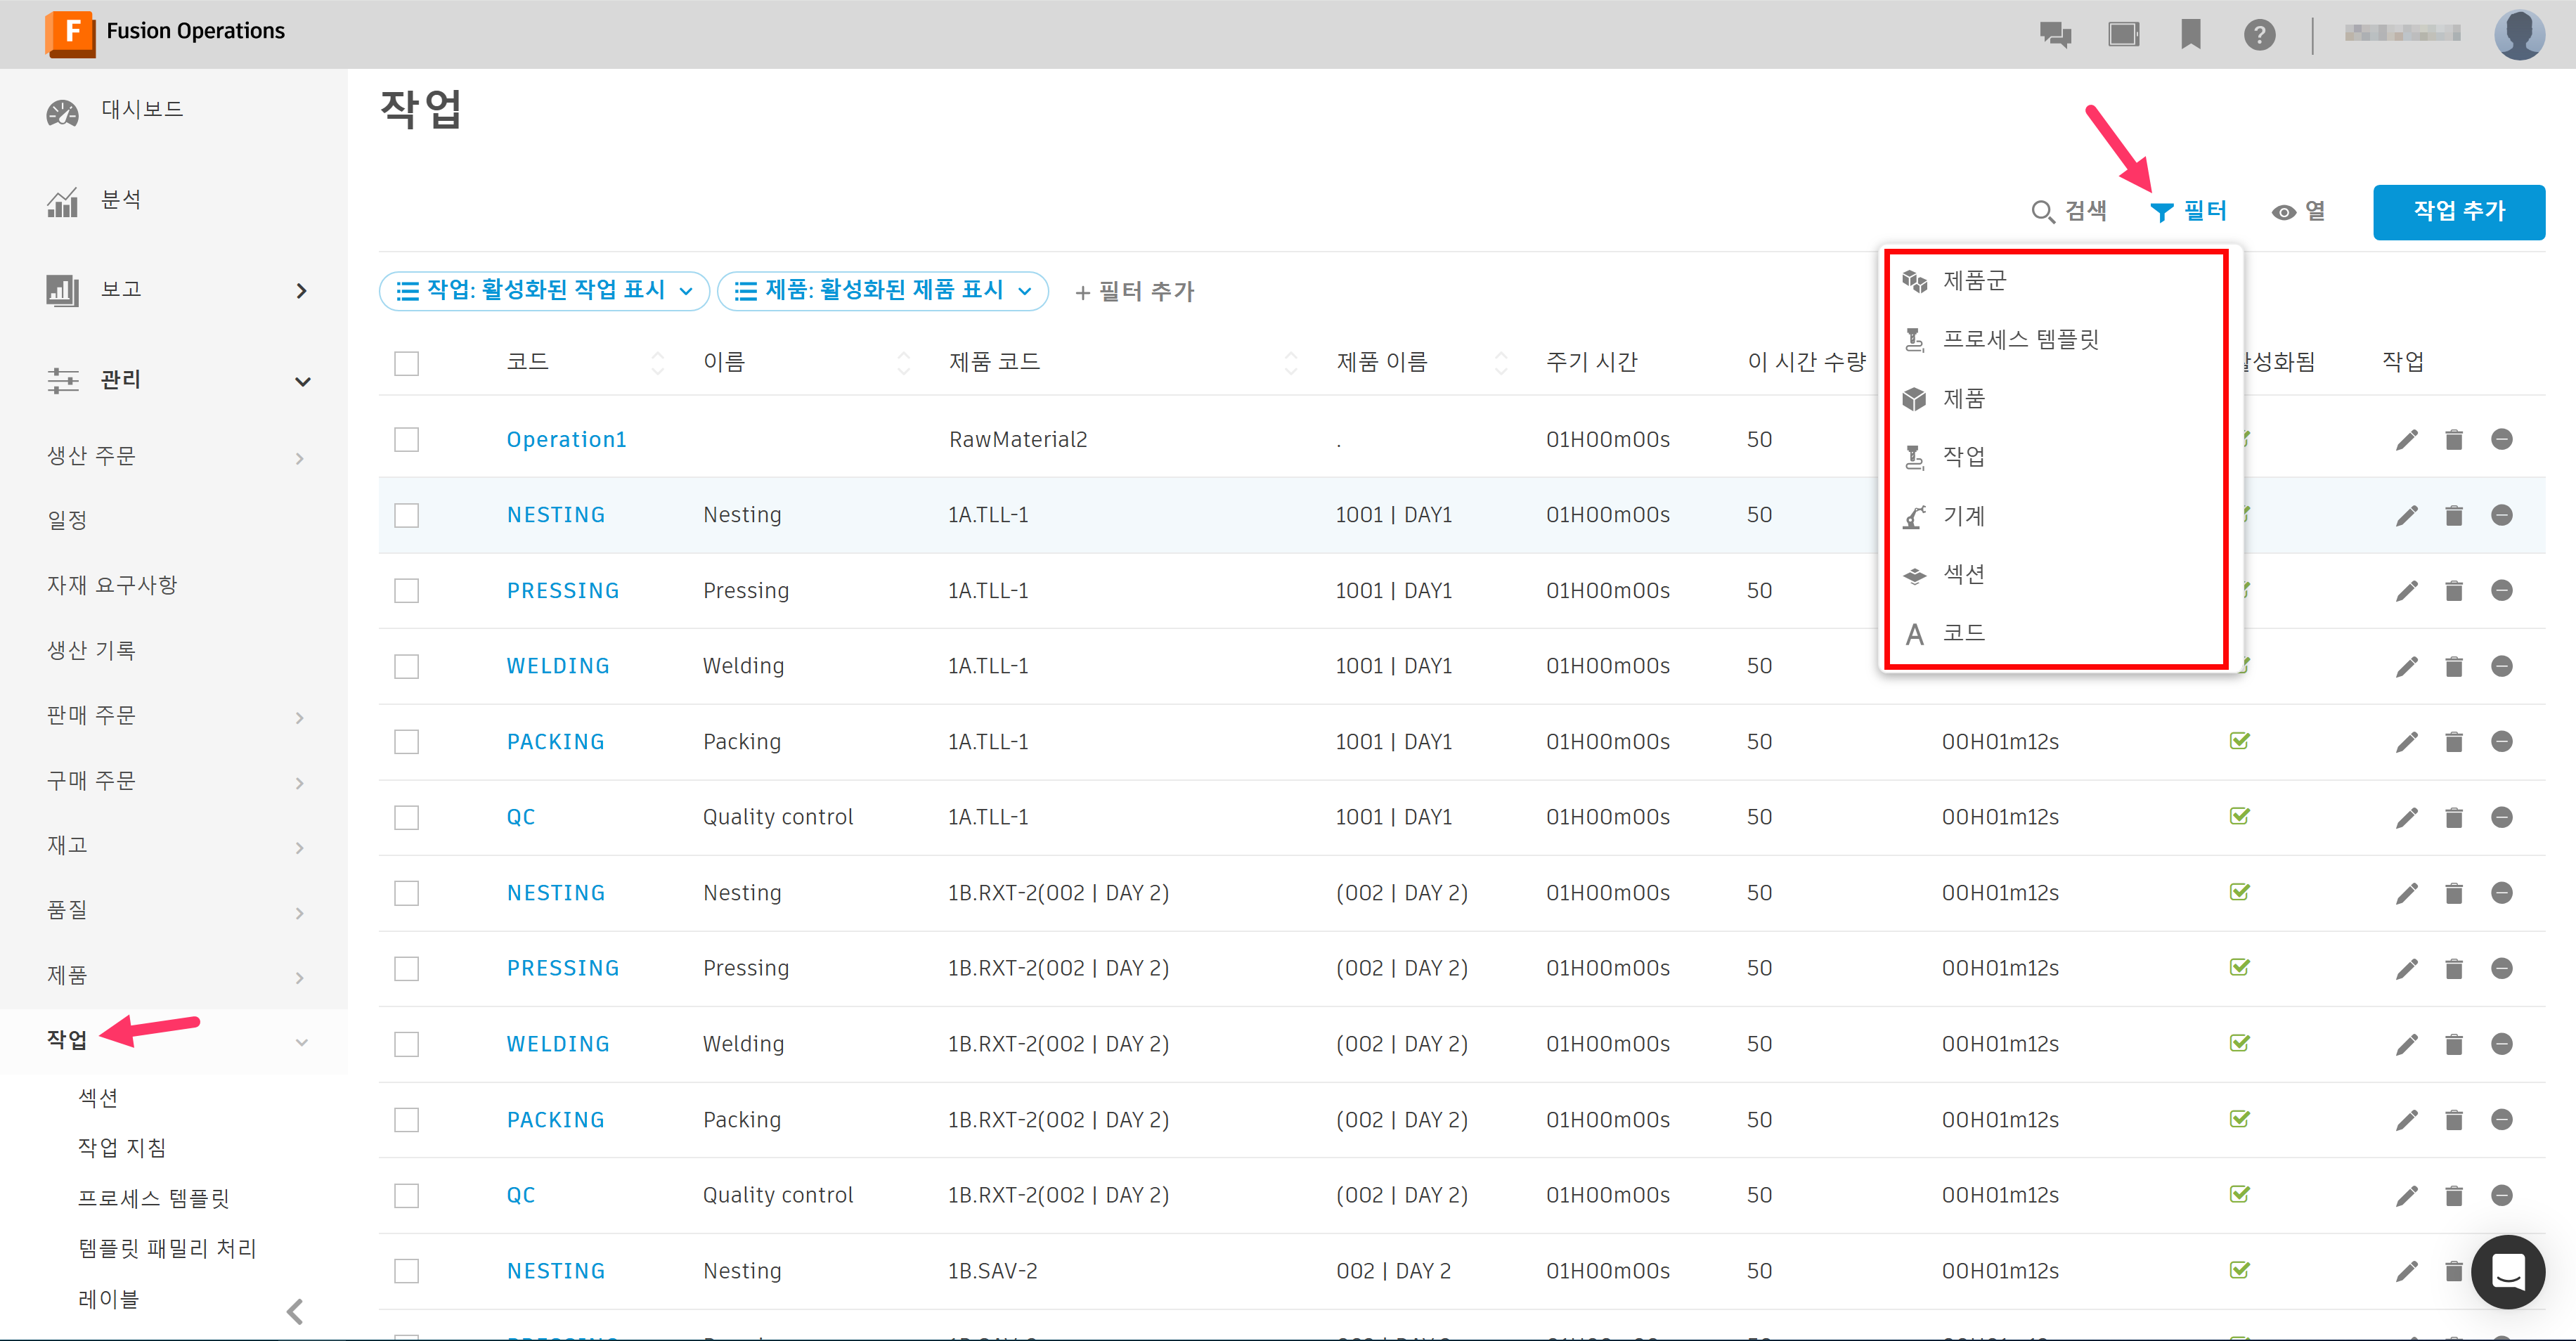 Fusion Operations
대시보드
분석
보고
관리
생산 주문
일정
자재 요구사항
생산 기록
판매 주문
구매 주문
재고
품질
제품
작업
섹션
작업 지침
프로세스 템플릿
템플릿 패밀리 처리
레이블
작업
검색 필터 열 작업 추가
작업: 활성화된 작업 표시 제품: 활성화된 제품 표시 + 필터 추가
제품군
프로세스 템플릿
제품
작업
기계
섹션
A 코드
코드 이름 제품 코드 제품 이름 주기 시간 이 시간 수량 성화됨 작업
Operation1 RawMaterial2 . 01H00m00s 50
NESTING Nesting 1A.TLL-1 1001 | DAY1 01H00m00s 50
PRESSING Pressing 1A.TLL-1 1001 | DAY1 01H00m00s 50
WELDING Welding 1A.TLL-1 1001 | DAY1 01H00m00s 50
PACKING Packing 1A.TLL-1 1001 | DAY1 01H00m00s 50 00H01m12s
QC Quality control 1A.TLL-1 1001 | DAY1 01H00m00s 50 00H01m12s
NESTING Nesting 1B.RXT-2(002 | DAY 2) (002 | DAY 2) 01H00m00s 50 00H01m12s
PRESSING Pressing 1B.RXT-2(002 | DAY 2) (002 | DAY 2) 01H00m00s 50 00H01m12s
WELDING Welding 1B.RXT-2(002 | DAY 2) (002 | DAY 2) 01H00m00s 50 00H01m12s
PACKING Packing 1B.RXT-2(002 | DAY 2) (002 | DAY 2) 01H00m00s 50 00H01m12s
QC Quality control 1B.RXT-2(002 | DAY 2) (002 | DAY 2) 01H00m00s 50 00H01m12s
NESTING Nesting 1B.SAV-2 002 | DAY 2 01H00m00s 50 00H01m12s